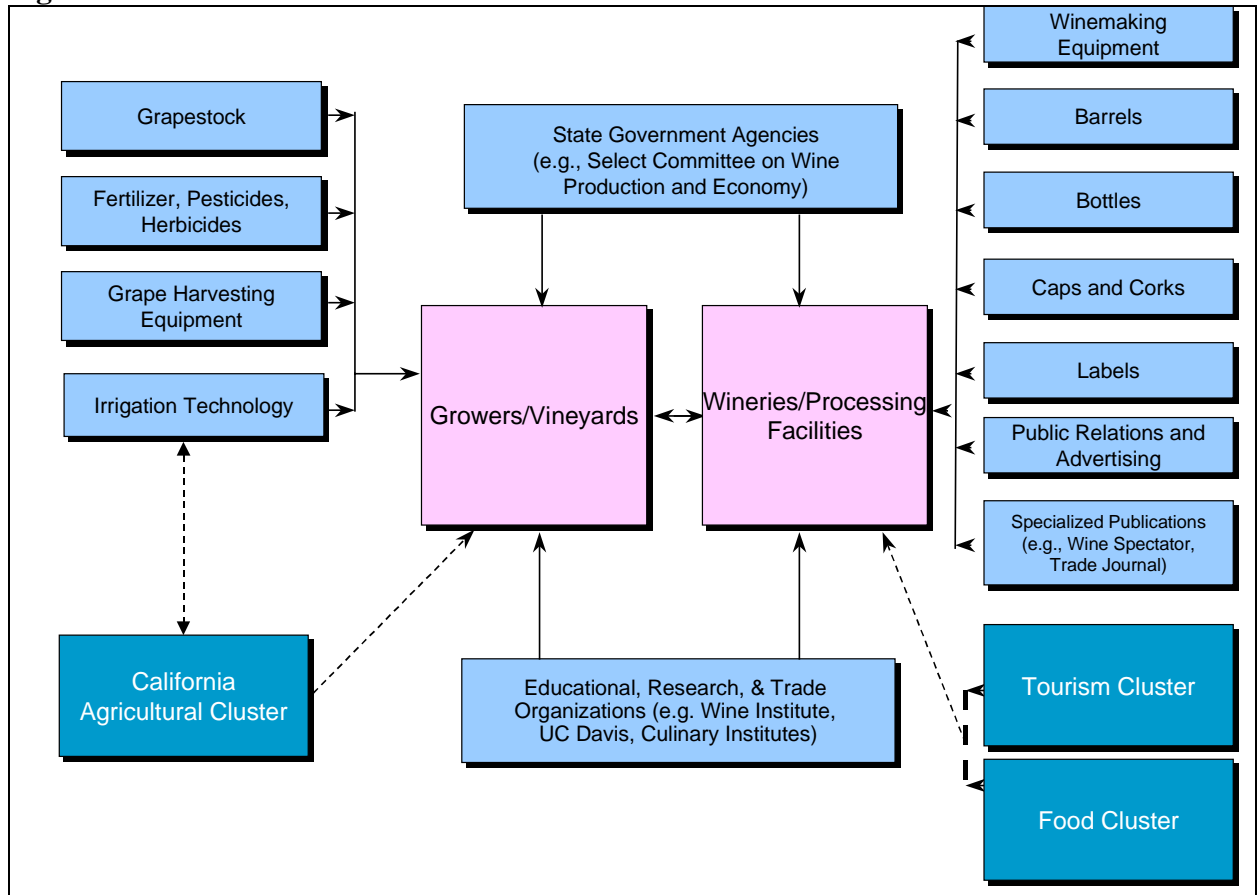 Winemaking
Equipment
Grapestock
State Government Agencies
(e.g., Select Committee on Wine
Production and Economy)
Barrels
Fertilizer, Pesticides,
Herbicides
Bottles
Grape Harvesting
Equipment
Caps and Corks
Irrigation Technology
Growers/Vineyards
Wineries/Processing
Facilities
Labels
Public Relations and
Advertising
Specialized Publications
(e.g., Wine Spectator,
Trade Journal)
California
Agricultural Cluster
Educational, Research, & Trade
Organizations (e.g. Wine Institute,
UC Davis, Culinary Institutes)
Tourism Cluster
Food Cluster